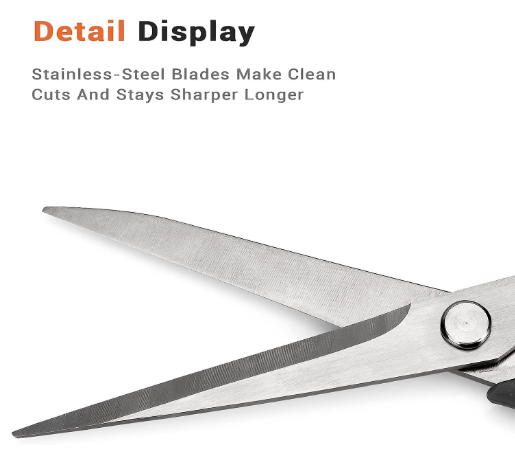 Detail Display
Stainless-Steel Blades Make Clean
Cuts And Stays Sharper Longer